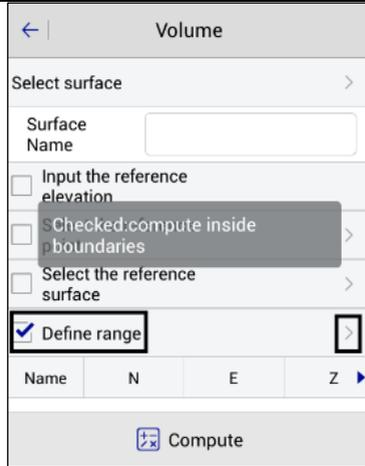 Volume
Select surface
Surface
Name
Input the reference
elevation
Checked:compute inside
boundaries
Select the reference
surface
Define range
Name N E Z
Compute